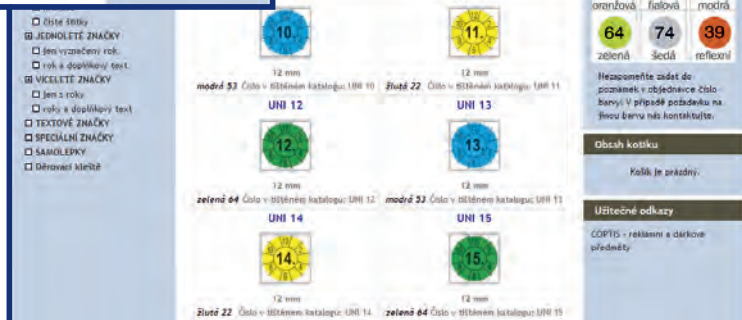 čisté štítky
JEDNOLETÉ ZNAČKY
jen vyznačený rok
rok a doplňkový text
VÍCELETÉ ZNAČKY
jen s roky
roky a doplňkový text
TEXTOVÉ ZNAČKY
SPECIÁLNÍ ZNAČKY
SAMOLEPKY
Děrovací kleště
10.
12 mm
modrá 53 Číslo v tištěném katalogu: UNI 10
11.
12 mm
žlutá 22 Číslo v tištěném katalogu: UNI 11
UNI 12
12.
12 mm
zelená 64 Číslo v tištěném katalogu: UNI 12
UNI 13
13.
12 mm
modrá 53 Číslo v tištěném katalogu: UNI 13
UNI 14
14.
12 mm
žlutá 22 Číslo v tištěném katalogu: UNI 14
UNI 15
15.
12 mm
zelená 64 Číslo v tištěném katalogu: UNI 15
oranžová fialová modrá
64 74 39
zelená šedá reflexní
Nezapomeňte zadat do
poznámek v objednávce číslo
barvy! V případě požadavku na
jinou barvu nás kontaktujte.
Obsah košíku
Košík je prázdný.
Užitečné odkazy
COPTIS - reklamní a dárkové
předměty